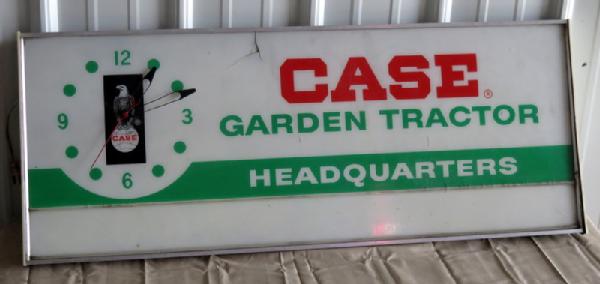 12
9
3
6
CASE
CASE®
GARDEN TRACTOR
HEADQUARTERS